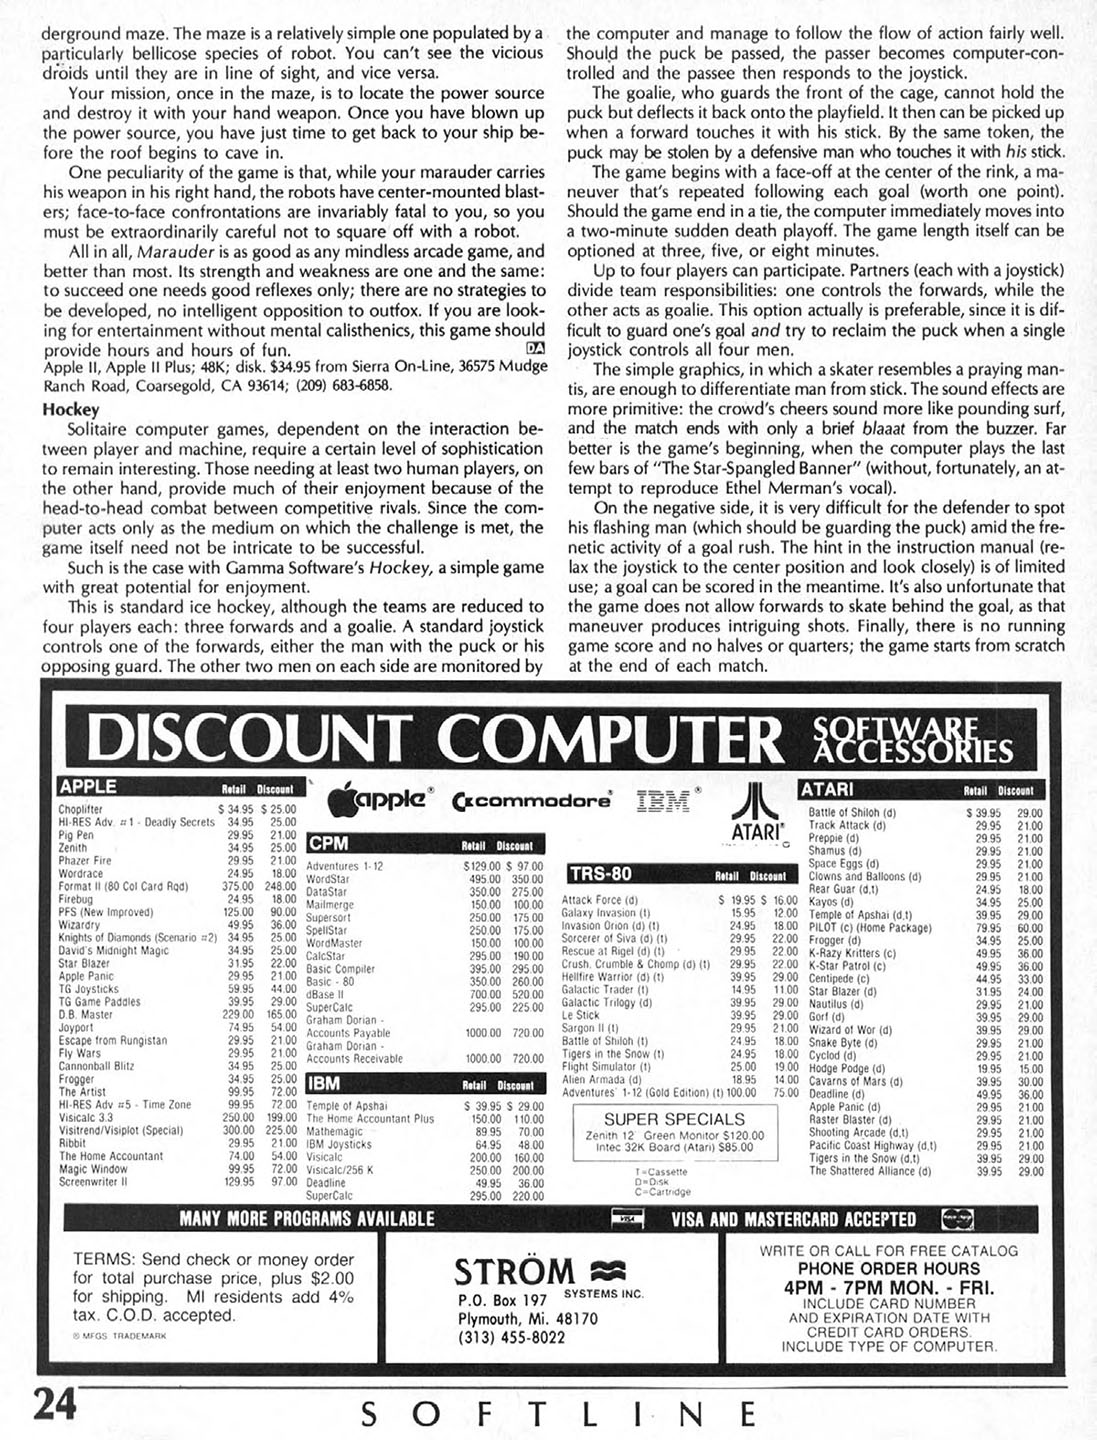 derground maze. The maze is a relatively simple one populated by a
particularly bellicose species of robot. You can't see the vicious
droids until they are in line of sight, and vice versa.
Your mission, once in the maze, is to locate the power source
and destroy it with your hand weapon. Once you have blown up
the power source, you have just time to get back to your ship be-
fore the roof begins to cave in.
One peculiarity of the game is that, while your marauder carries
his weapon in his right hand, the robots have center-mounted blast-
ers; face-to-face confrontations are invariably fatal to you, so you
must be extraordinarily careful not to square off with a robot.
All in all, Marauder is as good as any mindless arcade game, and
better than most. Its strength and weakness are one and the same:
to succeed one needs good reflexes only; there are no strategies to
be developed, no intelligent opposition to outfox. If you are look-
ing for entertainment without mental calisthenics, this game should
provide hours and hours of fun. DA
Apple II, Apple II Plus; 48K; disk. $34.95 from Sierra On-Line, 36575 Mudge
Ranch Road, Coarsegold, CA 93614; (209) 683-6858.
Hockey
Solitaire computer games, dependent on the interaction be-
tween player and machine, require a certain level of sophistication
to remain interesting. Those needing at least two human players, on
the other hand, provide much of their enjoyment because of the
head-to-head combat between competitive rivals. Since the com-
puter acts only as the medium on which the challenge is met, the
game itself need not be intricate to be successful.
Such is the case with Gamma Software's Hockey, a simple game
with great potential for enjoyment.
This is standard ice hockey, although the teams are reduced to
four players each: three forwards and a goalie. A standard joystick
controls one of the forwards, either the man with the puck or his
opposing guard. The other two men on each side are monitored by
the computer and manage to follow the flow of action fairly well.
Should the puck be passed, the passer becomes computer-con-
trolled and the passee then responds to the joystick.
The goalie, who guards the front of the cage, cannot hold the
puck but deflects it back onto the playfield. It then can be picked up
when a forward touches it with his stick. By the same token, the
puck may be stolen by a defensive man who touches it with his stick.
The game begins with a face-off at the center of the rink, a ma-
neuver that's repeated following each goal (worth one point).
Should the game end in a tie, the computer immediately moves into
a two-minute sudden death playoff. The game length itself can be
optioned at three, five, or eight minutes.
Up to four players can participate. Partners (each with a joystick)
divide team responsibilities: one controls the forwards, while the
other acts as goalie. This option actually is preferable, since it is dif-
ficult to guard one's goal and try to reclaim the puck when a single
joystick controls all four men.
The simple graphics, in which a skater resembles a praying man-
tis, are enough to differentiate man from stick. The sound effects are
more primitive: the crowd's cheers sound more like pounding surf,
and the match ends with only a brief blaaat from the buzzer. Far
better is the game's beginning, when the computer plays the last
few bars of "The Star-Spangled Banner" (without, fortunately, an at-
tempt to reproduce Ethel Merman's vocal).
On the negative side, it is very difficult for the defender to spot
his flashing man (which should be guarding the puck) amid the fre-
netic activity of a goal rush. The hint in the instruction manual (re-
lax the joystick to the center position and look closely) is of limited
use; a goal can be scored in the meantime. It's also unfortunate that
the game does not allow forwards to skate behind the goal, as that
maneuver produces intriguing shots. Finally, there is no running
game score and no halves or quarters; the game starts from scratch
at the end of each match.
DISCOUNT COMPUTER SOFTWARE ACCESSORIES
APPLE Retail Discount
Choplifter $ 34.95 $ 25.00
HI-RES Adv. #1 - Deadly Secrets 34.95 25.00
Pig Pen 29.95 21.00
Zenith 34.95 25.00
Phazer Fire 29.95 21.00
Wordrace 24.95 18.00
Format II (80 Col Card Rqd) 375.00 248.00
Firebug 24.95 18.00
PFS (New Improved) 125.00 90.00
Wizardry 49.95 36.00
Knights of Diamonds (Scenario #2) 34.95 25.00
David's Midnight Magic 34.95 25.00
Star Blazer 31.95 22.00
Apple Panic 29.95 21.00
TG Joysticks 59.95 44.00
TG Game Paddles 39.95 29.00
D.B. Master 229.00 165.00
Joyport 74.95 54.00
Escape from Rungistan 29.95 21.00
Fly Wars 29.95 21.00
Cannonball Blitz 34.95 25.00
Frogger 34.95 25.00
The Artist 99.95 72.00
HI-RES Adv #5 - Time Zone 99.95 72.00
Visicalc 3.3 250.00 199.00
Visitrend/Visiplot (Special) 300.00 225.00
Ribbit 29.95 21.00
The Home Accountant 74.00 54.00
Magic Window 99.95 72.00
Screenwriter II 129.95 97.00
apple commodore IBM ATARI
CPM Retail Discount
Adventures 1-12 $129.00 $ 97.00
WordStar 495.00 350.00
DataStar 350.00 275.00
Mailmerge 150.00 100.00
Supersort 250.00 175.00
SpellStar 250.00 175.00
WordMaster 150.00 100.00
CalcStar 295.00 190.00
Basic Compiler 395.00 295.00
Basic - 80 350.00 260.00
dBase II 700.00 520.00
SuperCalc 295.00 225.00
Graham Dorian -
Accounts Payable 1000.00 720.00
Graham Dorian -
Accounts Receivable 1000.00 720.00
IBM Retail Discount
Temple of Apshai $ 39.95 $ 29.00
The Home Accountant Plus 150.00 110.00
Mathemagic 89.95 70.00
IBM Joysticks 64.95 48.00
Visicalc 200.00 160.00
Visicalc/256 K 250.00 200.00
Deadline 49.95 36.00
SuperCalc 295.00 220.00
TRS-80 Retail Discount
Attack Force (d) $ 19.95 $ 16.00
Galaxy Invasion (t) 15.95 12.00
Invasion Orion (d) (t) 24.95 18.00
Sorcerer of Siva (d) (t) 29.95 22.00
Rescue at Rigel (d) (t) 29.95 22.00
Crush, Crumble & Chomp (d) (t) 29.95 22.00
Hellfire Warrior (d) (t) 39.95 29.00
Galactic Trader (t) 14.95 11.00
Galactic Trilogy (d) 39.95 29.00
Le Stick 39.95 29.00
Sargon II (t) 29.95 21.00
Battle of Shiloh (t) 24.95 18.00
Tigers in the Snow (t) 24.95 18.00
Flight Simulator (t) 25.00 19.00
Alien Armada (d) 18.95 14.00
Adventures' 1-12 (Gold Edition) (t) 100.00 75.00
SUPER SPECIALS
Zenith 12" Green Monitor $120.00
Intec 32K Board (Atari) $85.00
T=Cassette
D=Disk
C=Cartridge
ATARI Retail Discount
Battle of Shiloh (d) $ 39.95 29.00
Track Attack (d) 29.95 21.00
Preppie (d) 29.95 21.00
Shamus (d) 29.95 21.00
Space Eggs (d) 29.95 21.00
Clowns and Balloons (d) 29.95 21.00
Rear Guar (d,t) 24.95 18.00
Kayos (d) 34.95 25.00
Temple of Apshai (d,t) 39.95 29.00
PILOT (c) (Home Package) 79.95 60.00
Frogger (d) 34.95 25.00
K-Razy Kritters (c) 49.95 36.00
K-Star Patrol (c) 49.95 36.00
Centipede (c) 44.95 33.00
Star Blazer (d) 31.95 24.00
Nautilus (d) 29.95 21.00
Gorf (d) 39.95 29.00
Wizard of Wor (d) 39.95 29.00
Snake Byte (d) 29.95 21.00
Cyclod (d) 29.95 21.00
Hodge Podge (d) 19.95 15.00
Cavarns of Mars (d) 39.95 30.00
Deadline (d) 49.95 36.00
Apple Panic (d) 29.95 21.00
Raster Blaster (d) 29.95 21.00
Shooting Arcade (d,t) 29.95 21.00
Pacific Coast Highway (d,t) 29.95 21.00
Tigers in the Snow (d,t) 39.95 29.00
The Shattered Alliance (d) 39.95 29.00
MANY MORE PROGRAMS AVAILABLE VISA VISA AND MASTERCARD ACCEPTED
TERMS: Send check or money order
for total purchase price, plus $2.00
for shipping. MI residents add 4%
tax. C.O.D. accepted.
® MFGS TRADEMARK
STRÖM
SYSTEMS INC.
P.O. Box 197
Plymouth, Mi. 48170
(313) 455-8022
WRITE OR CALL FOR FREE CATALOG
PHONE ORDER HOURS
4PM - 7PM MON. - FRI.
INCLUDE CARD NUMBER
AND EXPIRATION DATE WITH
CREDIT CARD ORDERS.
INCLUDE TYPE OF COMPUTER.
24
SOFTLINE